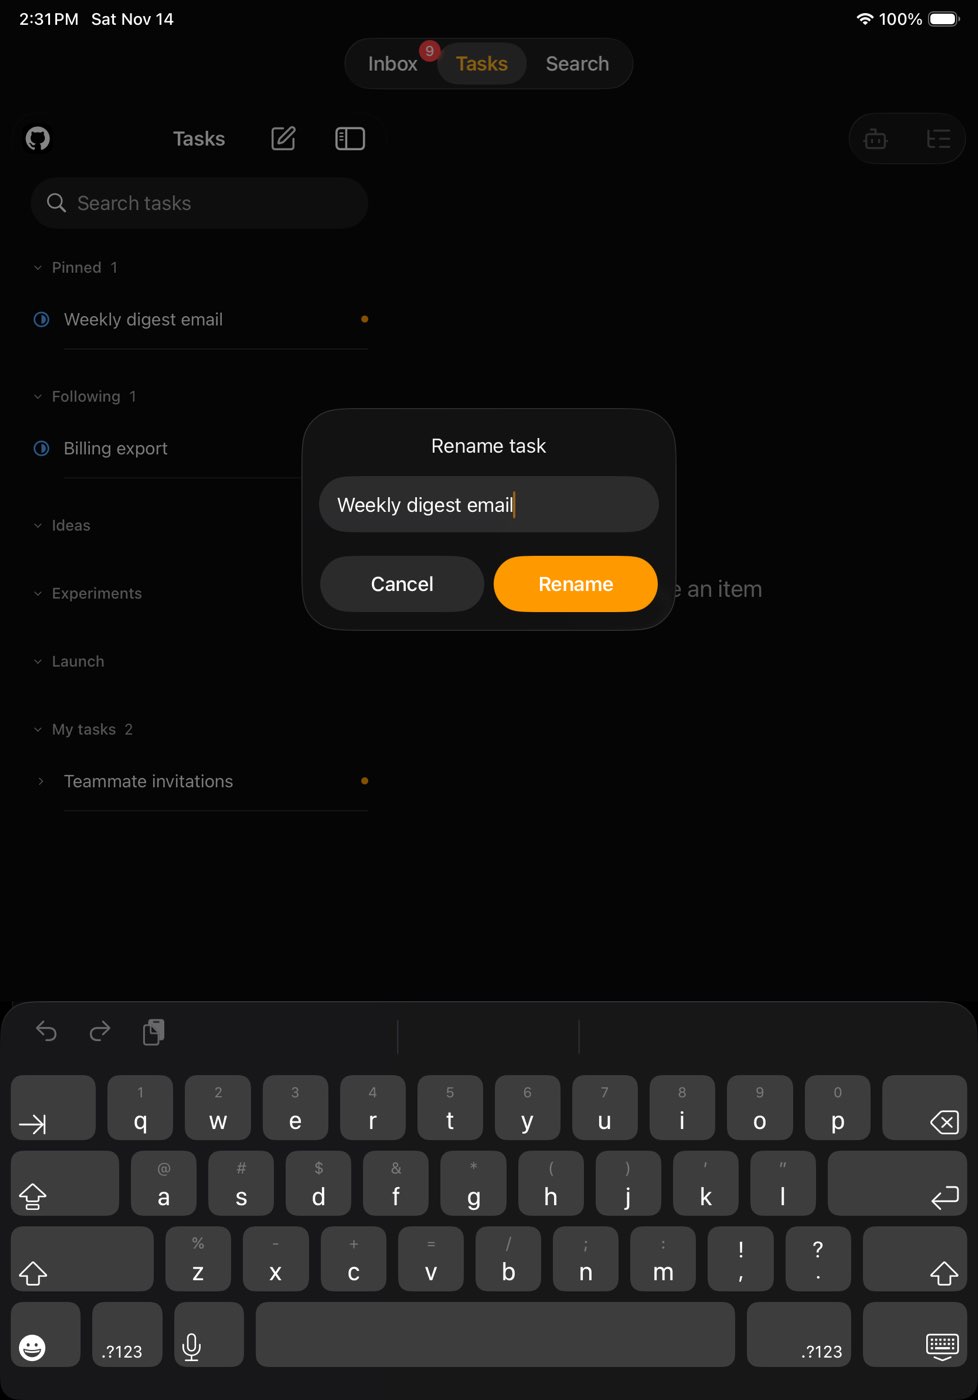 2:31 PM Sat Nov 14 100%
Inbox 9 Tasks Search
Tasks
Search tasks
Pinned 1
Weekly digest email
Following 1
Billing export
Ideas
Experiments
Launch
My tasks 2
Teammate invitations
Rename task
Weekly digest email
Cancel Rename
an item
1 2 3 4 5 6 7 8 9 0
q w e r t y u i o p
@ # $ & * ( ) ' "
a s d f g h j k l
% - + = / ; : ! ?
z x c v b n m , .
.?123 .?123